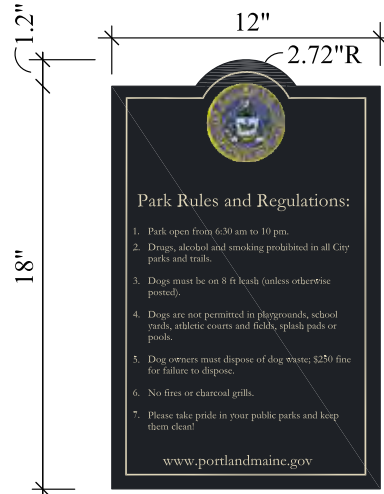 12"
1.2"
2.72"R
18"
Park Rules and Regulations:
1. Park open from 6:30 am to 10 pm.
2. Drugs, alcohol and smoking prohibited in all City
parks and trails.
3. Dogs must be on 8 ft leash (unless otherwise
posted).
4. Dogs are not permitted in playgrounds, school
yards, athletic courts and fields, splash pads or
pools.
5. Dog owners must dispose of dog waste; $250 fine
for failure to dispose.
6. No fires or charcoal grills.
7. Please take pride in your public parks and keep
them clean!
www.portlandmaine.gov